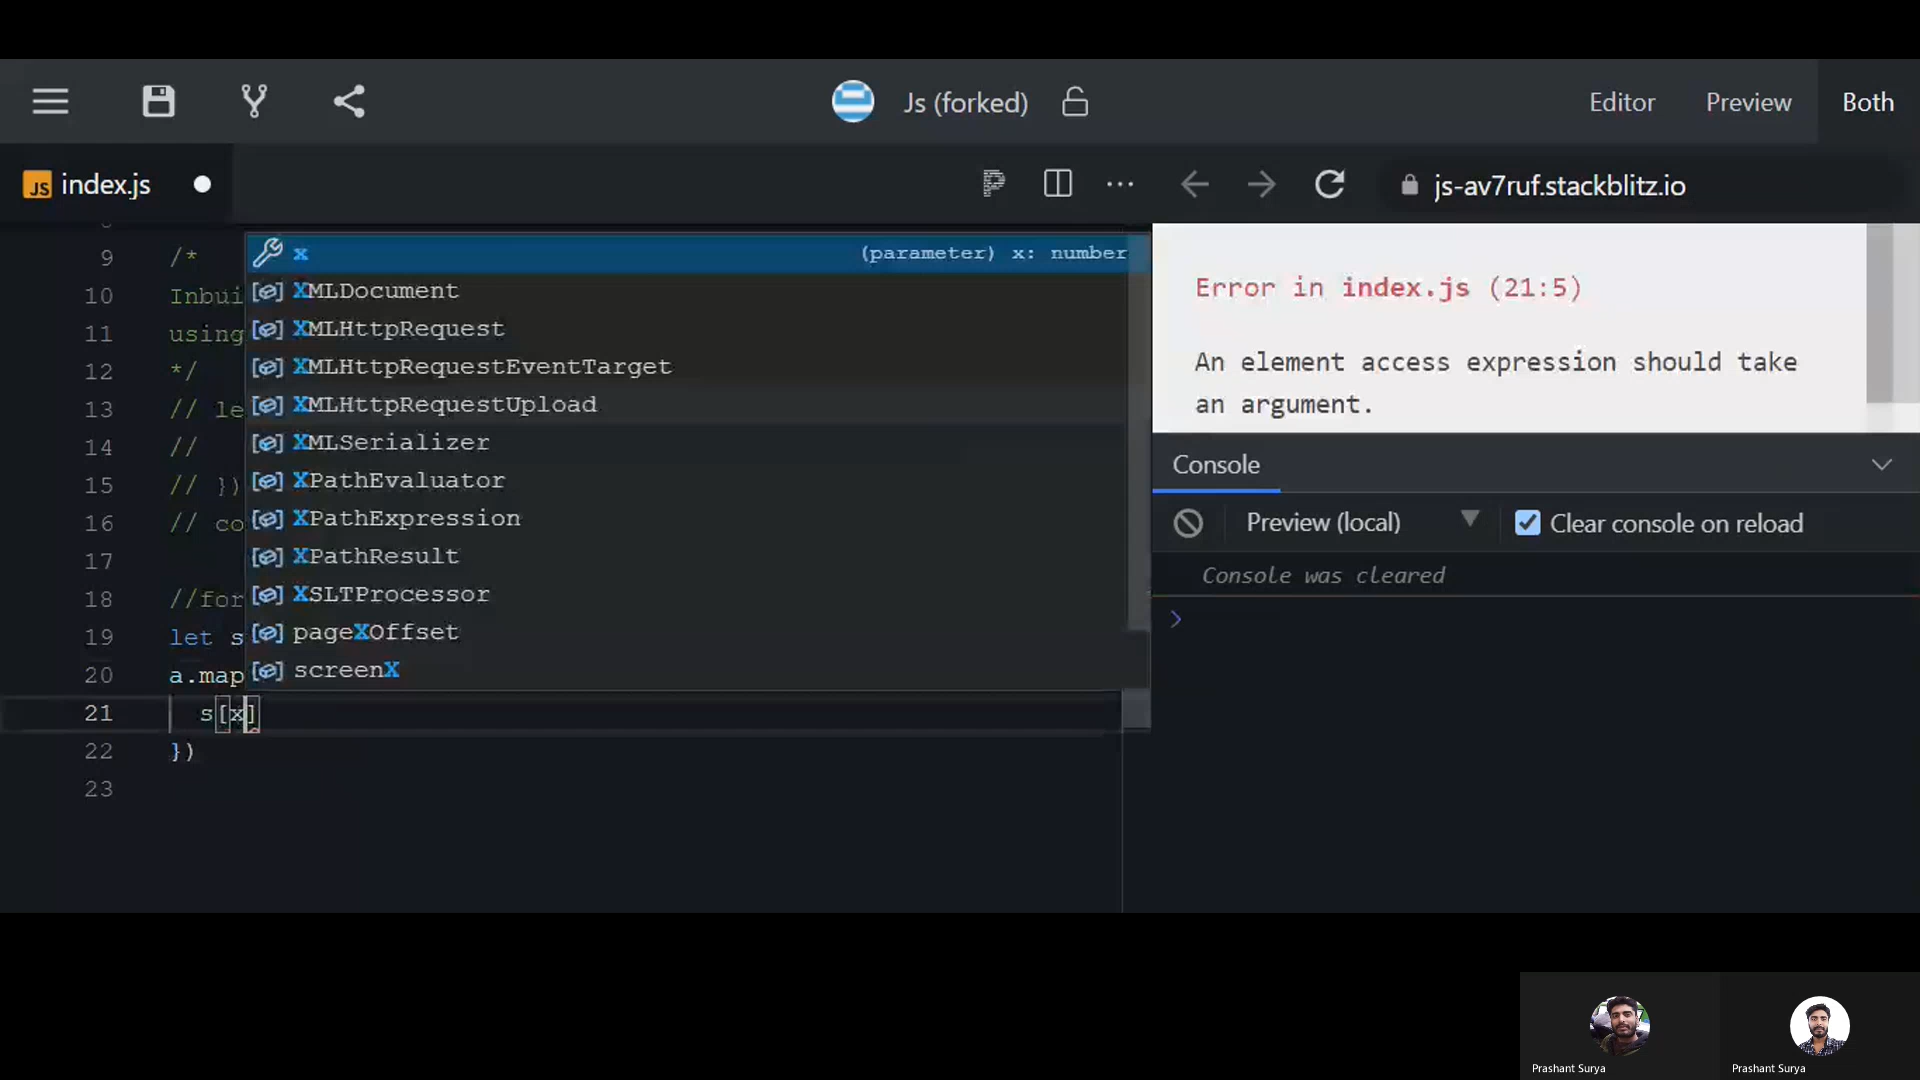 Js (forked)
Editor
Preview
Both
JS index.js
js-av7ruf.stackblitz.io
9 /*
10 Inbui
11 using
12 */
13 // le
14 //
15 // })
16 // co
17
18 //for
19 let s
20 a.map
21 s[x]
22 })
23
x (parameter) x: number
XMLDocument
XMLHttpRequest
XMLHttpRequestEventTarget
XMLHttpRequestUpload
XMLSerializer
XPathEvaluator
XPathExpression
XPathResult
XSLTProcessor
pageXOffset
screenX
Error in index.js (21:5)
An element access expression should take
an argument.
Console
Preview (local)
Clear console on reload
Console was cleared
Prashant Surya
Prashant Surya